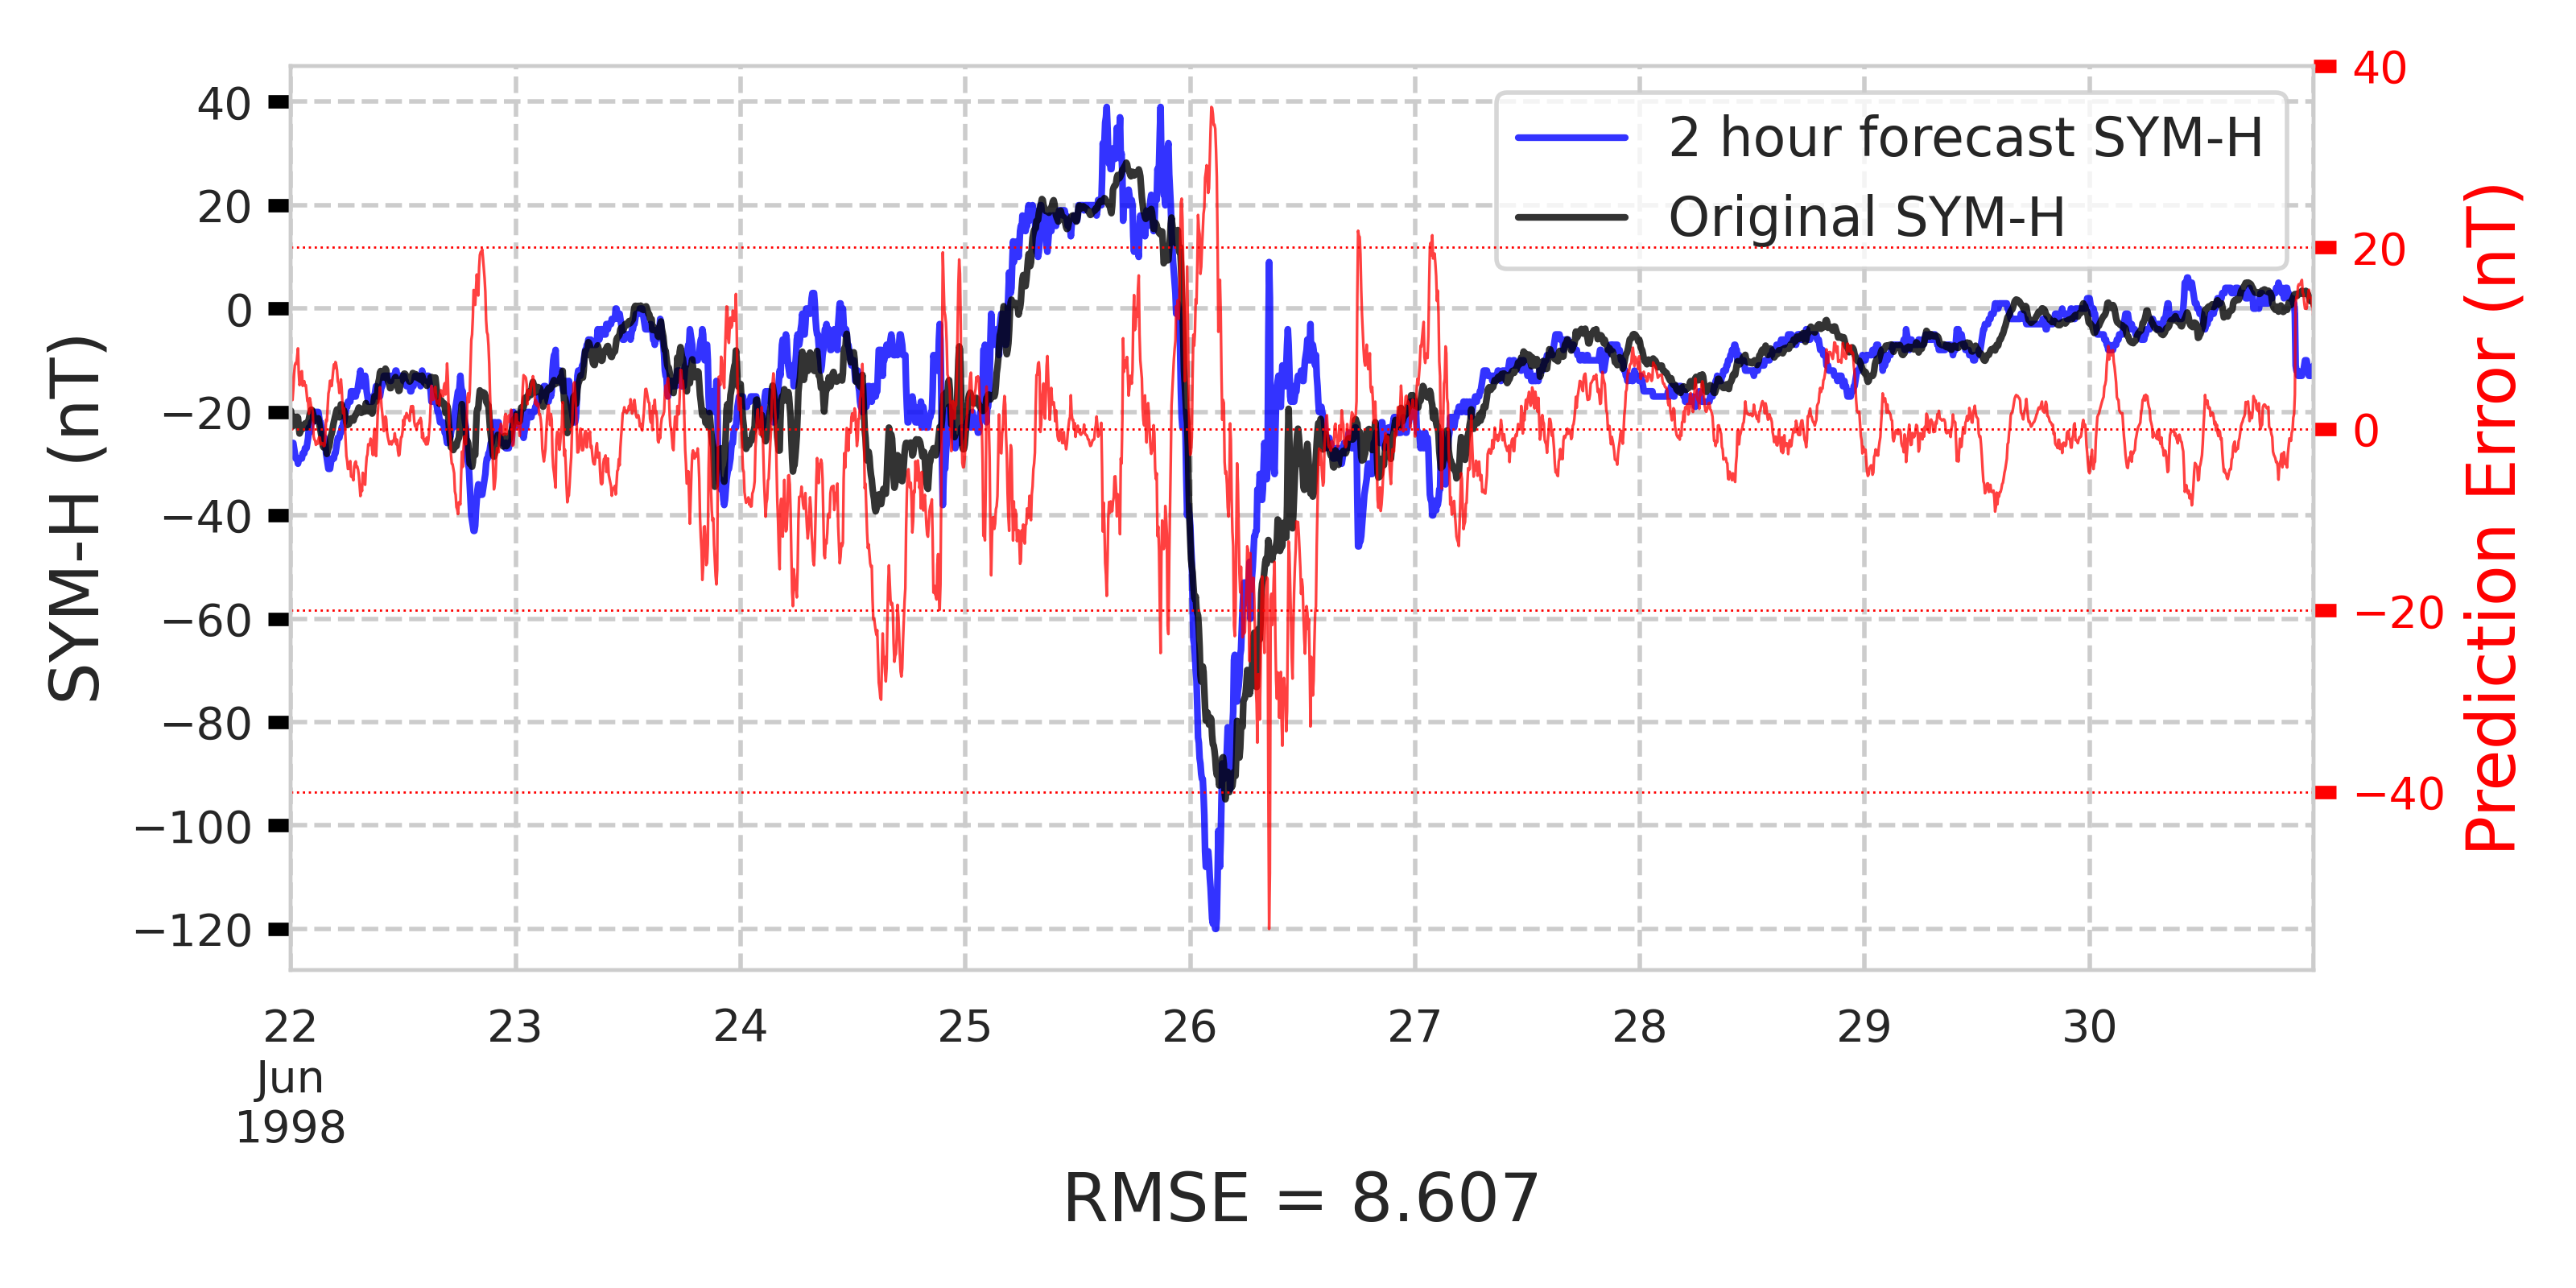 2 hour forecast SYM-H
Original SYM-H
SYM-H (nT)
40
20
0
−20
−40
−60
−80
−100
−120
Prediction Error (nT)
40
20
0
−20
−40
22 23 24 25 26 27 28 29 30
Jun
1998
RMSE = 8.607